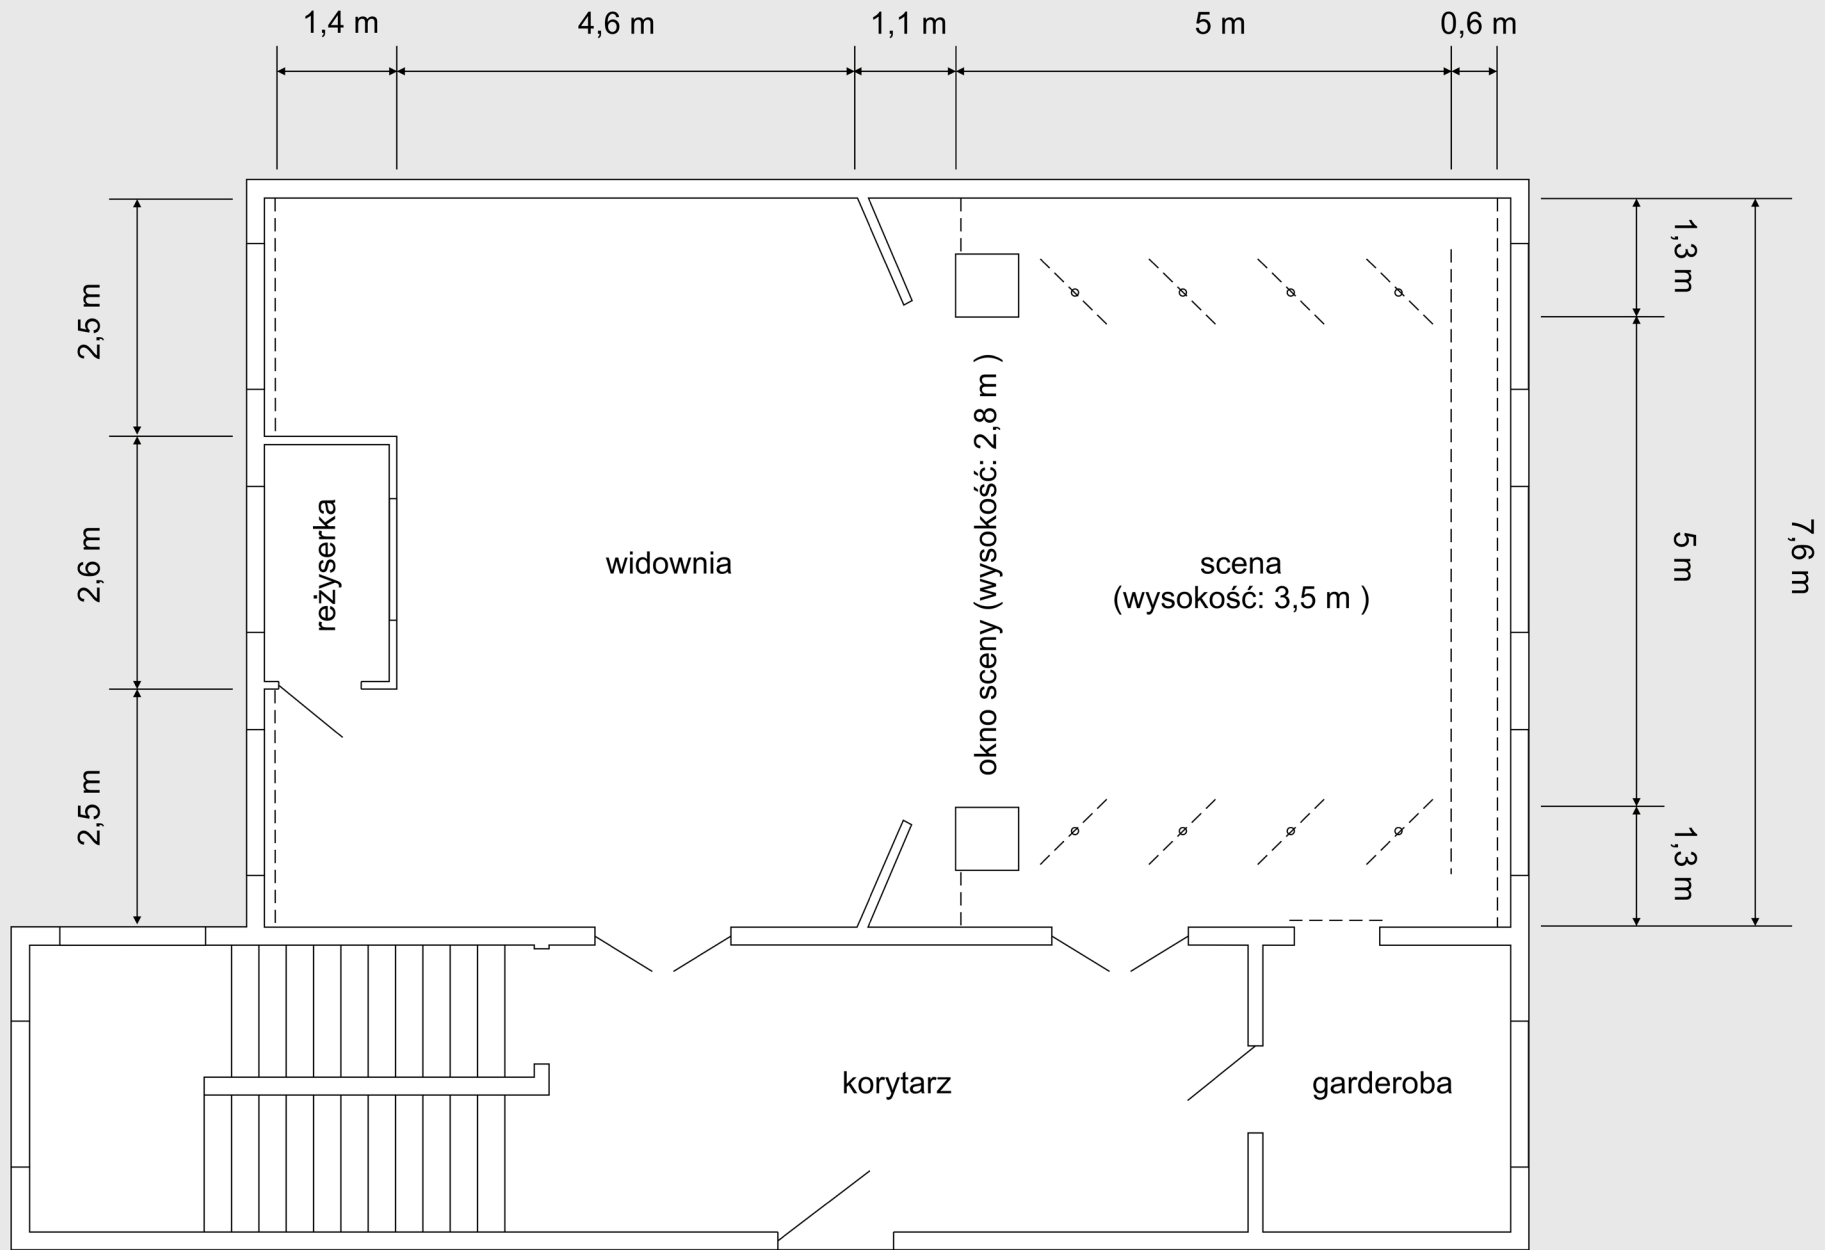 1,4 m
4,6 m
1,1 m
5 m
0,6 m
2,5 m
2,6 m
2,5 m
1,3 m
5 m
1,3 m
7,6 m
reżyserka
widownia
okno sceny (wysokość: 2,8 m )
scena
(wysokość: 3,5 m )
korytarz
garderoba